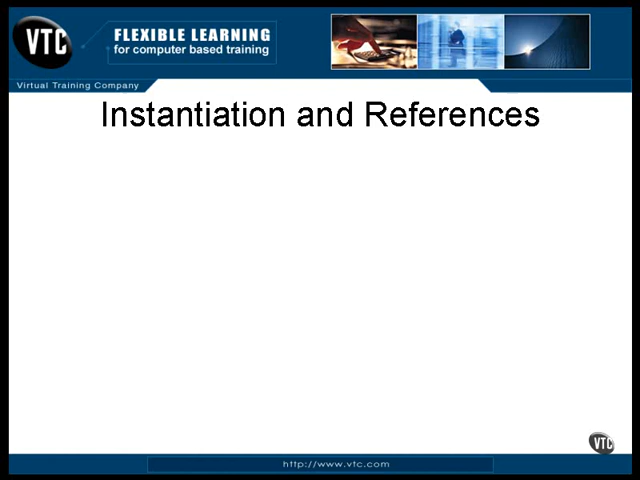 VTC
FLEXIBLE LEARNING
for computer based training
Virtual Training Company
Instantiation and References
VTC
http://www.vtc.com